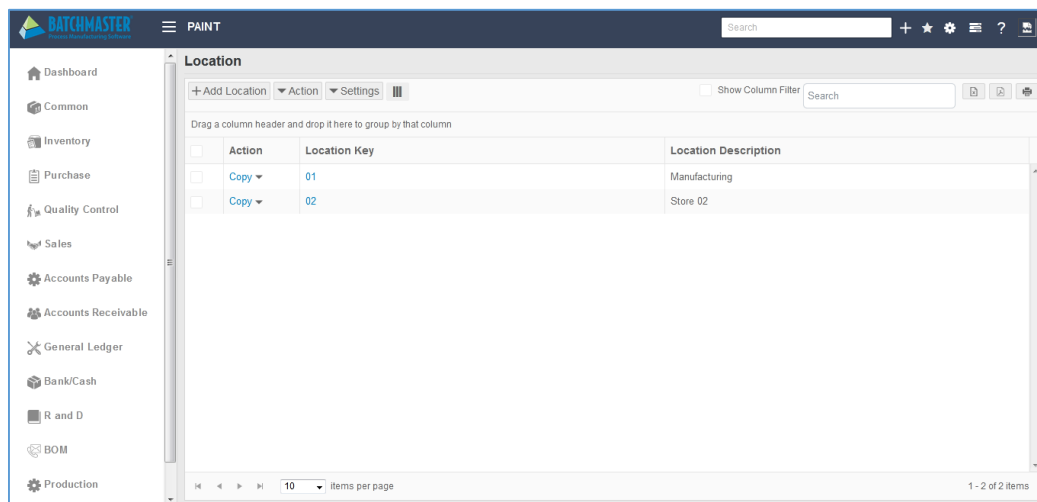 BATCHMASTER
Process Manufacturing Software
PAINT
Search
?
Dashboard
Common
Inventory
Purchase
Quality Control
Sales
Accounts Payable
Accounts Receivable
General Ledger
Bank/Cash
R and D
BOM
Production
Location
+ Add Location Action Settings
Show Column Filter Search
Drag a column header and drop it here to group by that column
Action Location Key Location Description
Copy 01 Manufacturing
Copy 02 Store 02
10 items per page
1 - 2 of 2 items